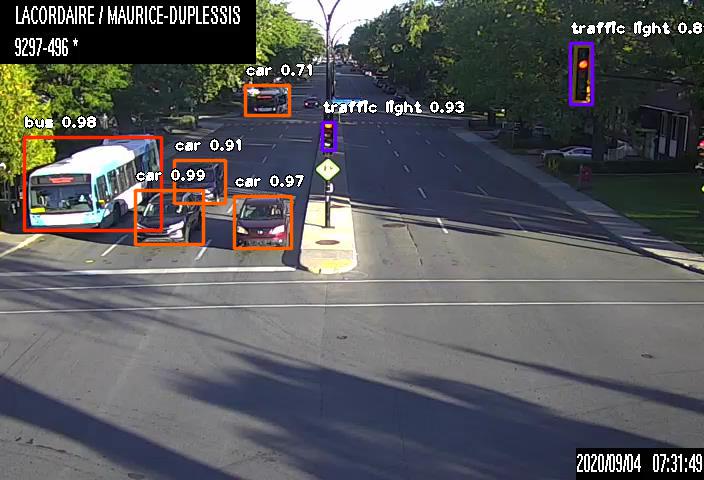 LACORDAIRE / MAURICE-DUPLESSIS
9297-496 *
traffic light 0.8
car 0.71
traffic light 0.93
bus 0.98
car 0.91
car 0.99
car 0.97
2020/09/04 07:31:49